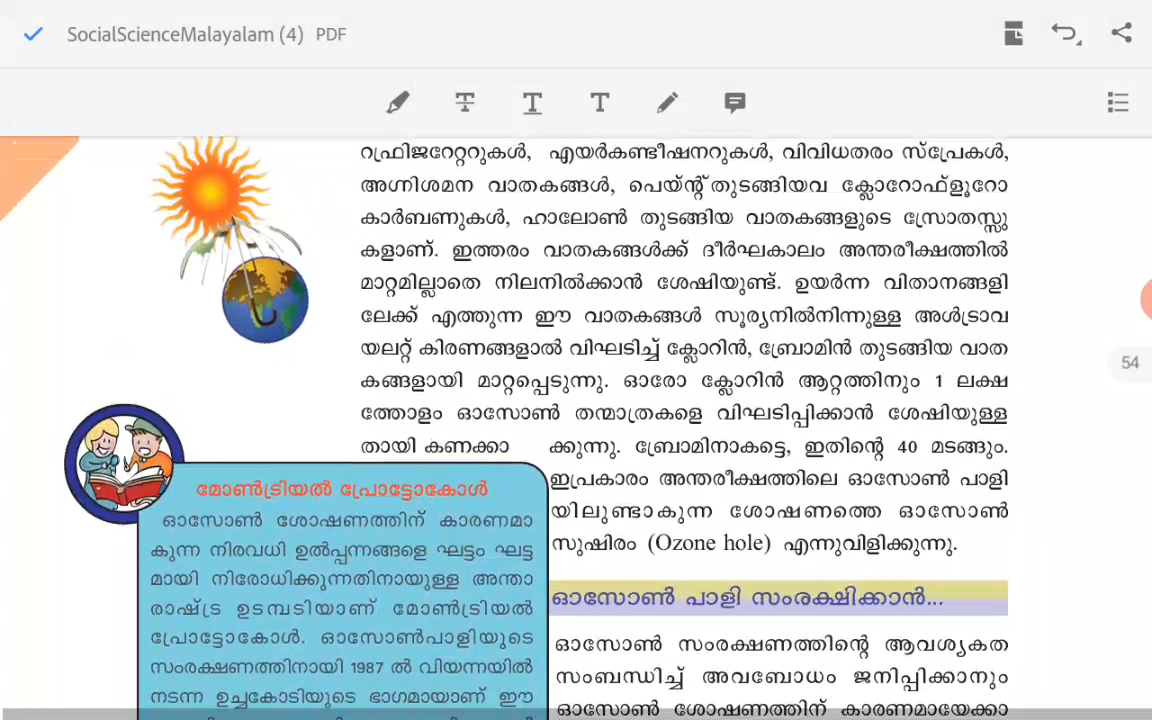 SocialScienceMalayalam (4) PDF
റഫ്രിജറേറ്ററുകൾ, എയർകണ്ടീഷനറുകൾ, വിവിധതരം സ്പ്രേകൾ,
അഗ്നിശമന വാതകങ്ങൾ, പെയ്ന്റ് തുടങ്ങിയവ ക്ലോറോഫ്ളൂറോ
കാർബണുകൾ, ഹാലോൺ തുടങ്ങിയ വാതകങ്ങളുടെ സ്രോതസ്സു
കളാണ്. ഇത്തരം വാതകങ്ങൾക്ക് ദീർഘകാലം അന്തരീക്ഷത്തിൽ
മാറ്റമില്ലാതെ നിലനിൽക്കാൻ ശേഷിയുണ്ട്. ഉയർന്ന വിതാനങ്ങളി
ലേക്ക് എത്തുന്ന ഈ വാതകങ്ങൾ സൂര്യനിൽനിന്നുള്ള അൾട്രാവ
യലറ്റ് കിരണങ്ങളാൽ വിഘടിച്ച് ക്ലോറിൻ, ബ്രോമിൻ തുടങ്ങിയ വാത
കങ്ങളായി മാറ്റപ്പെടുന്നു. ഓരോ ക്ലോറിൻ ആറ്റത്തിനും 1 ലക്ഷ
ത്തോളം ഓസോൺ തന്മാത്രകളെ വിഘടിപ്പിക്കാൻ ശേഷിയുള്ള
തായി കണക്കാ ക്കുന്നു. ബ്രോമിനാകട്ടെ, ഇതിന്റെ 40 മടങ്ങും.
ഇപ്രകാരം അന്തരീക്ഷത്തിലെ ഓസോൺ പാളി
യിലുണ്ടാകുന്ന ശോഷണത്തെ ഓസോൺ
സുഷിരം (Ozone hole) എന്നുവിളിക്കുന്നു.
54
മോൺട്രിയൽ പ്രോട്ടോകോൾ
ഓസോൺ ശോഷണത്തിന് കാരണമാ
കുന്ന നിരവധി ഉൽപ്പന്നങ്ങളെ ഘട്ടം ഘട്ട
മായി നിരോധിക്കുന്നതിനായുള്ള അന്താ
രാഷ്ട്ര ഉടമ്പടിയാണ് മോൺട്രിയൽ
പ്രോട്ടോകോൾ. ഓസോൺപാളിയുടെ
സംരക്ഷണത്തിനായി 1987 ൽ വിയന്നയിൽ
നടന്ന ഉച്ചകോടിയുടെ ഭാഗമായാണ് ഈ
ഓസോൺ പാളി സംരക്ഷിക്കാൻ...
ഓസോൺ സംരക്ഷണത്തിന്റെ ആവശ്യകത
സംബന്ധിച്ച് അവബോധം ജനിപ്പിക്കാനും
ഓസോൺ ശോഷണത്തിന് കാരണമായേക്കാ